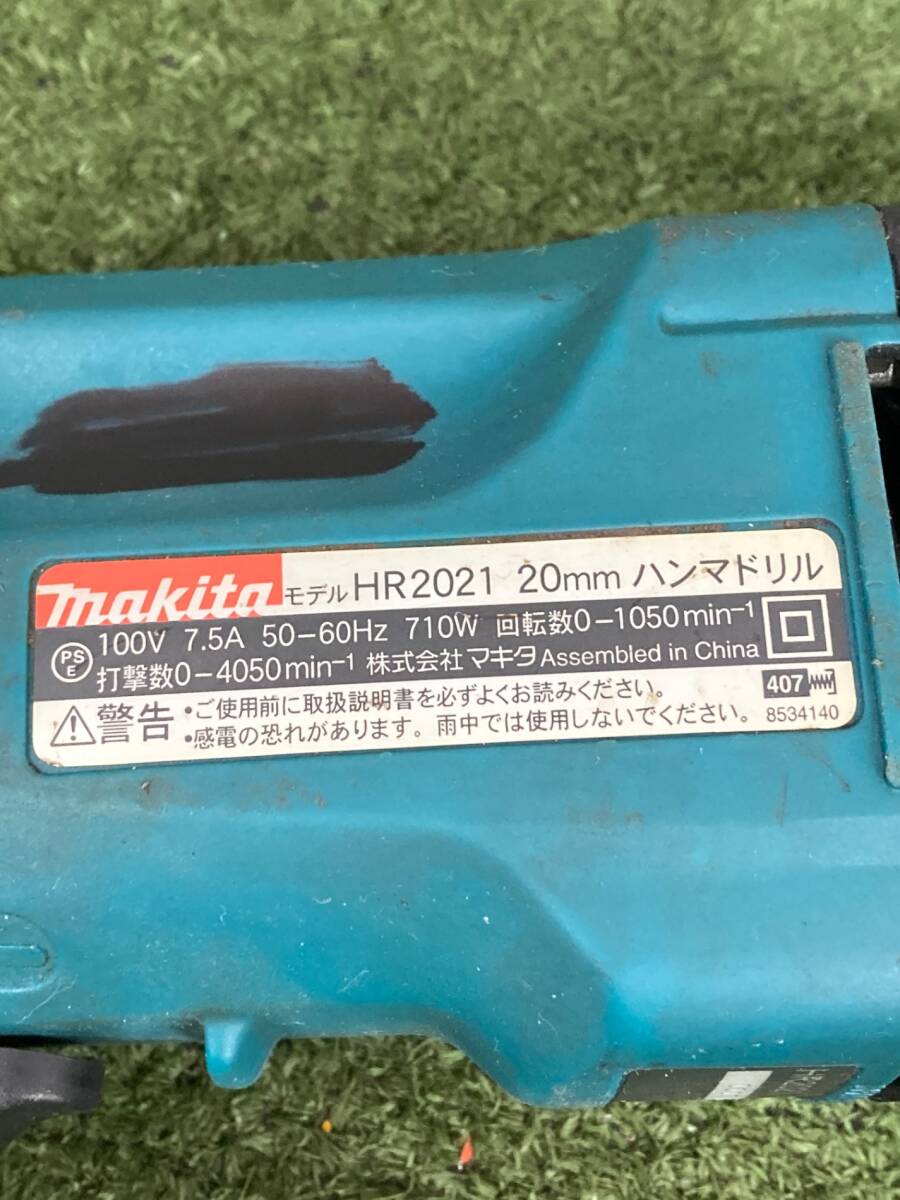 makita モデル HR2021 20mm ハンマドリル
PSE 100V 7.5A 50-60Hz 710W 回転数0-1050min⁻¹
打撃数0-4050min⁻¹ 株式会社マキタ Assembled in China
警告 •ご使用前に取扱説明書を必ずよくお読みください。 407
•感電の恐れがあります。雨中では使用しないでください。 8534140